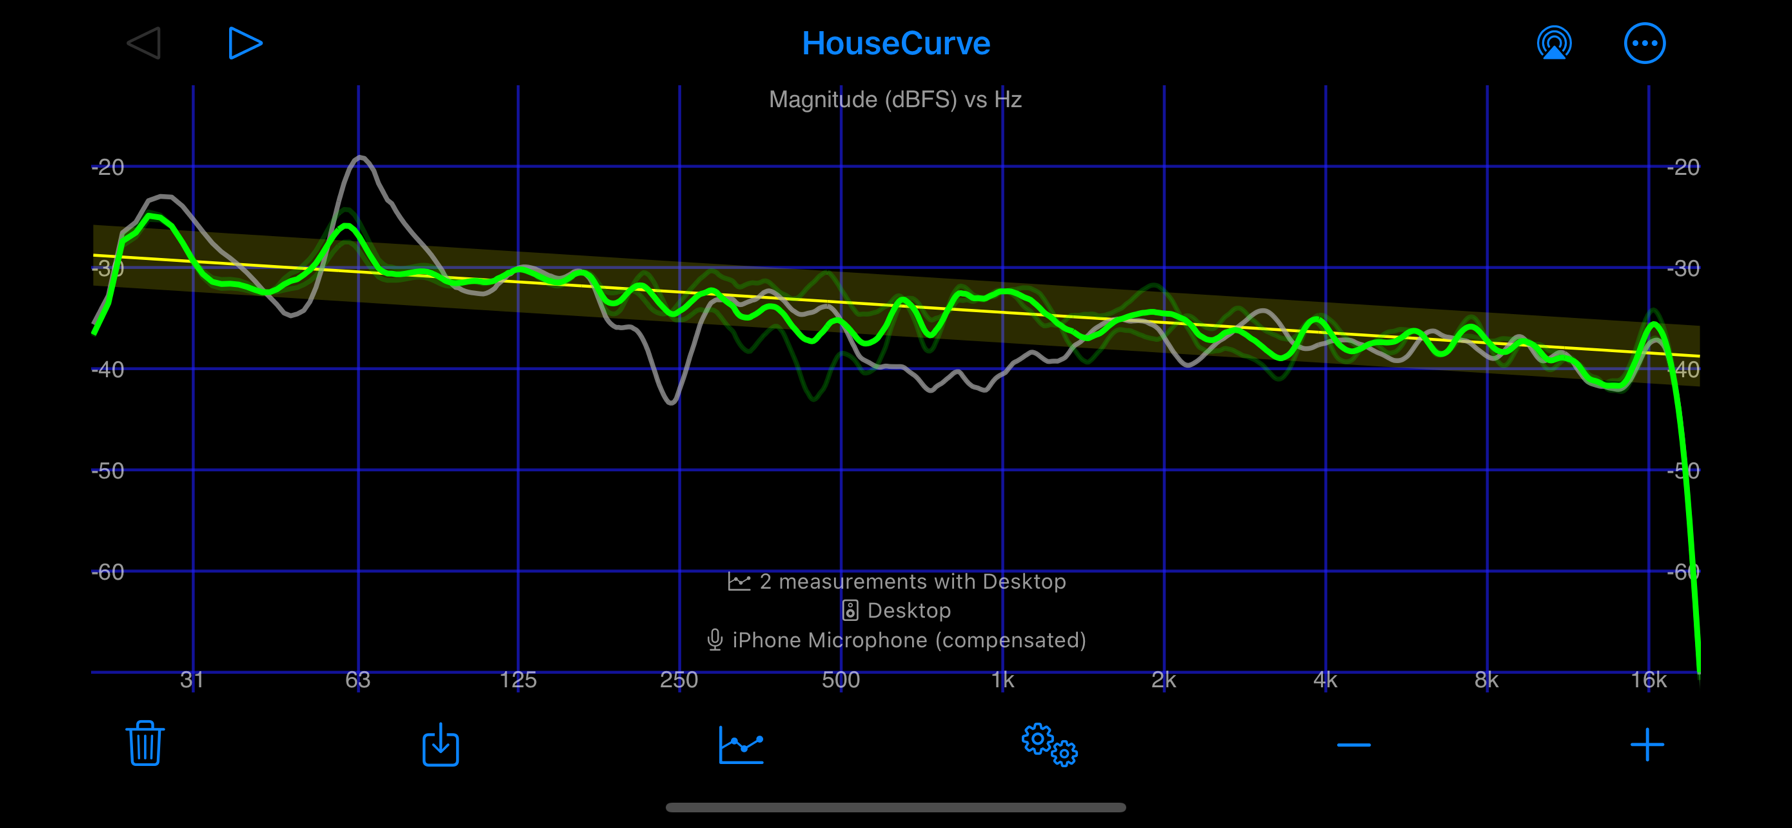 HouseCurve
Magnitude (dBFS) vs Hz
-20 -20
-30 -30
-40 -40
-50 -50
-60 -60
2 measurements with Desktop
Desktop
iPhone Microphone (compensated)
31 63 125 250 500 1k 2k 4k 8k 16k